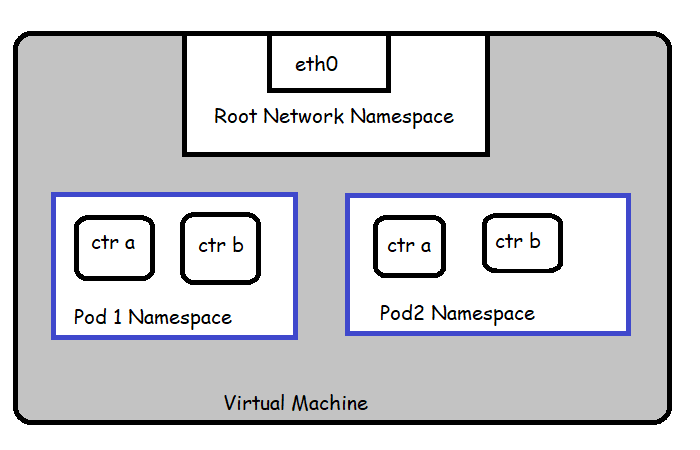 eth0
Root Network Namespace
ctr a
ctr b
Pod 1 Namespace
ctr a
ctr b
Pod2 Namespace
Virtual Machine